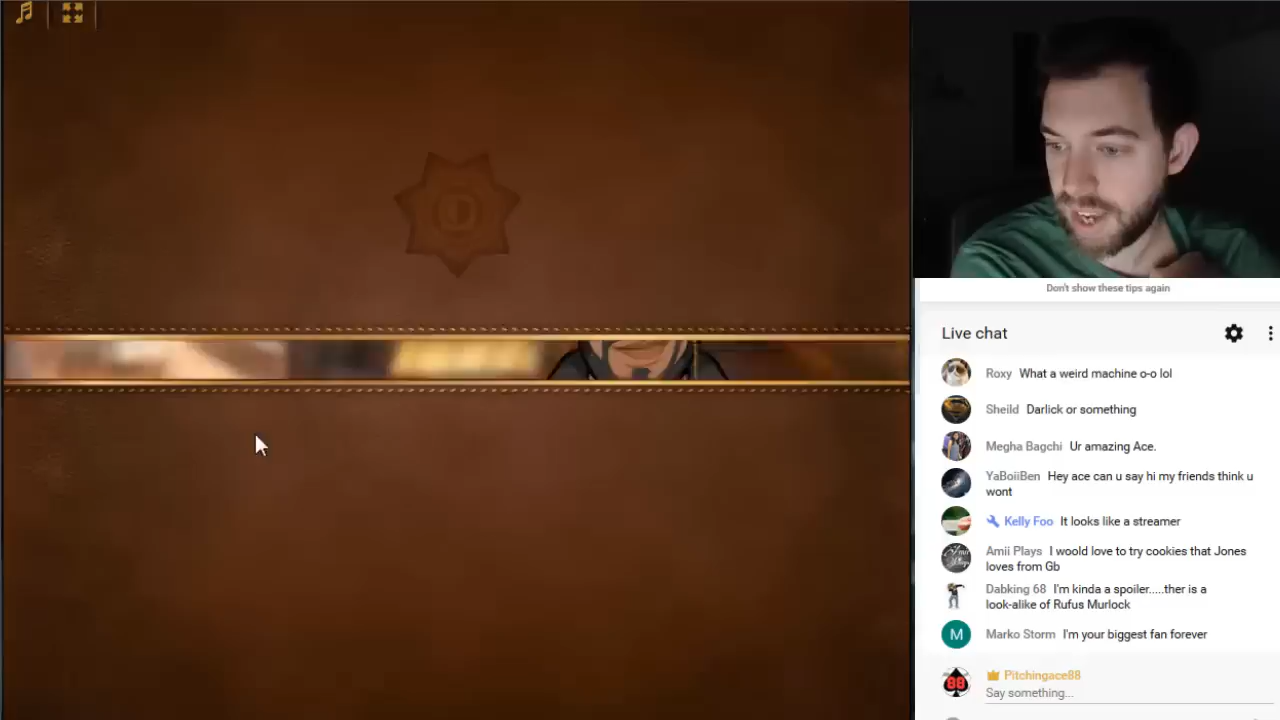 Don't show these tips again
Live chat
Roxy What a weird machine o-o lol
Sheild Darlick or something
Megha Bagchi Ur amazing Ace.
YaBoiiBen Hey ace can u say hi my friends think u
wont
Kelly Foo It looks like a streamer
Amii Plays I would love to try cookies that Jones
loves from Gb
Dabking 68 I'm kinda a spoiler.....ther is a
look-alike of Rufus Murlock
M Marko Storm I'm your biggest fan forever
88 Pitchingace88
Say something...